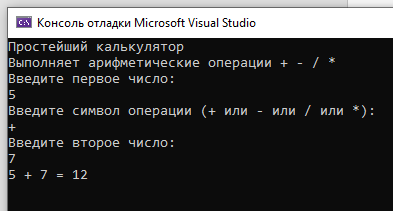 Консоль отладки Microsoft Visual Studio
Простейший калькулятор
Выполняет арифметические операции + - / *
Введите первое число:
5
Введите символ операции (+ или - или / или *):
+
Введите второе число:
7
5 + 7 = 12